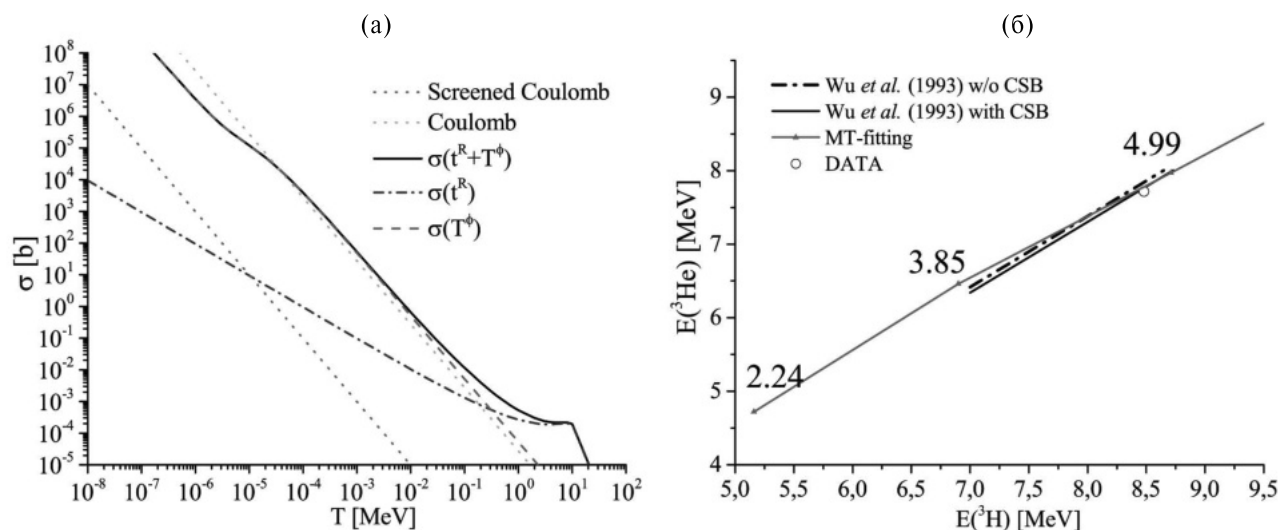 (а)
10^8
10^7
10^6
10^5
10^4
10^3
10^2
10^1
10^0
10^-1
10^-2
10^-3
10^-4
10^-5
σ [b]
Screened Coulomb
Coulomb
σ(t^R+T^ϕ)
σ(t^R)
σ(T^ϕ)
10^-8 10^-7 10^-6 10^-5 10^-4 10^-3 10^-2 10^-1 10^0 10^1 10^2
T [MeV]
(б)
9
8
7
6
5
4
E(^3He) [MeV]
Wu et al. (1993) w/o CSB
Wu et al. (1993) with CSB
MT-fitting
DATA
4.99
3.85
2.24
5,0 5,5 6,0 6,5 7,0 7,5 8,0 8,5 9,0 9,5
E(^3H) [MeV]